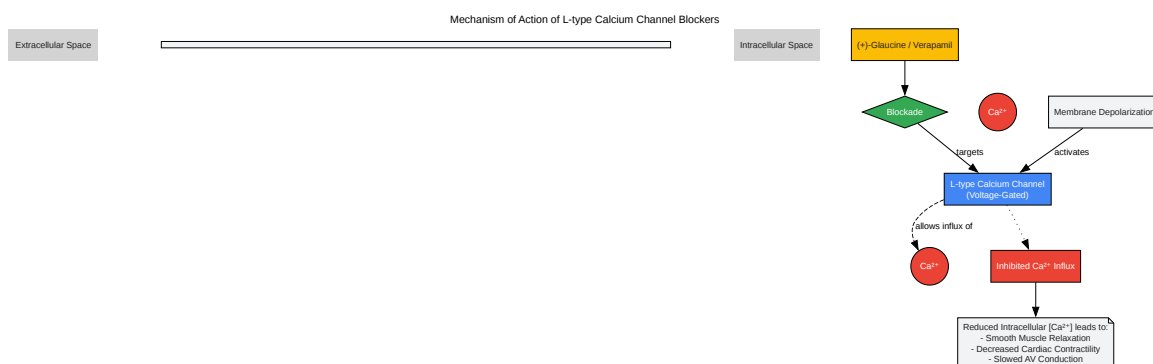 Mechanism of Action of L-type Calcium Channel Blockers
Extracellular Space
Intracellular Space
(+)-Glaucine / Verapamil
Blockade
Ca²⁺
Membrane Depolarization
targets
activates
L-type Calcium Channel
(Voltage-Gated)
allows influx of
Ca²⁺
Inhibited Ca²⁺ Influx
Reduced Intracellular [Ca²⁺] leads to:
- Smooth Muscle Relaxation
- Decreased Cardiac Contractility
- Slowed AV Conduction